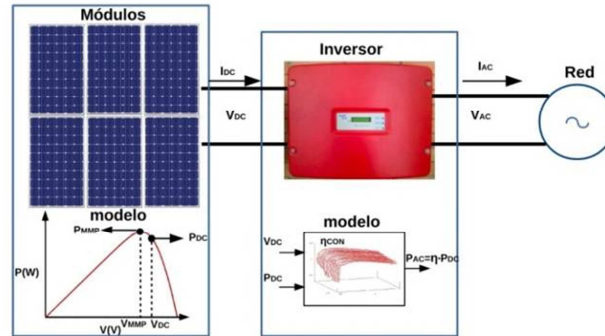 Módulos
Inversor
Red
IDC
VDC
IAC
VAC
modelo
PMMP
PDC
P(W)
V(V)
VMMP
VDC
modelo
VDC
PDC
ηCON
PAC=η·PDC